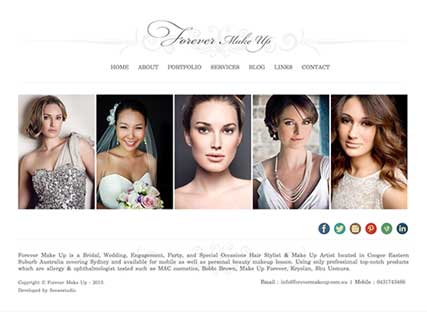 Forever Make Up
HOME ABOUT PORTFOLIO SERVICES BLOG LINKS CONTACT
Forever Make Up is a Bridal, Wedding, Engagement, Party, and Special Occasions Hair Stylist & Make Up Artist located in Coogee Eastern
Suburb Australia covering Sydney and available for mobile as well as personal beauty makeup lesson. Using only professional top-notch products
which are allergy & ophthalmologist tested such as MAC cosmetics, Bobbi Brown, Make Up Forever, Kryolan, Shu Uemura.
Copyright © Forever Make Up - 2013 Email : info@forevermakeup.com.au | Mobile : 0431743466
Developed by